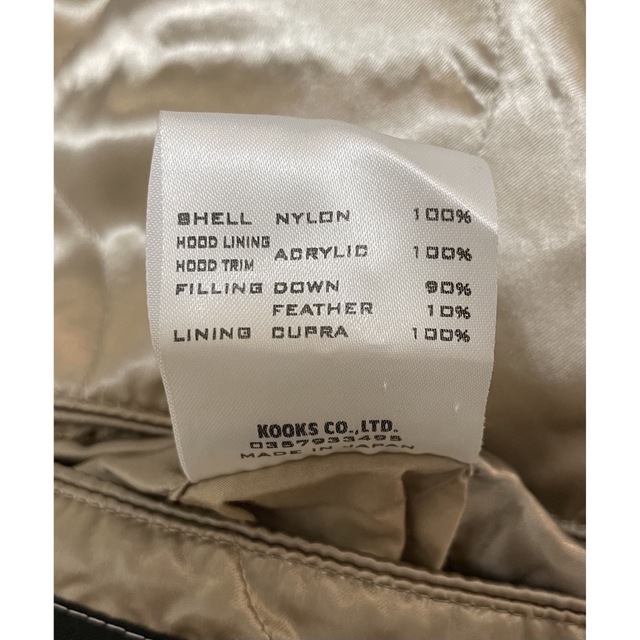 SHELL NYLON 100%
HOOD LINING
HOOD TRIM ACRYLIC 100%
FILLING DOWN 90%
FEATHER 10%
LINING CUPRA 100%
KOOKS CO.,LTD.
0357933495
MADE IN JAPAN